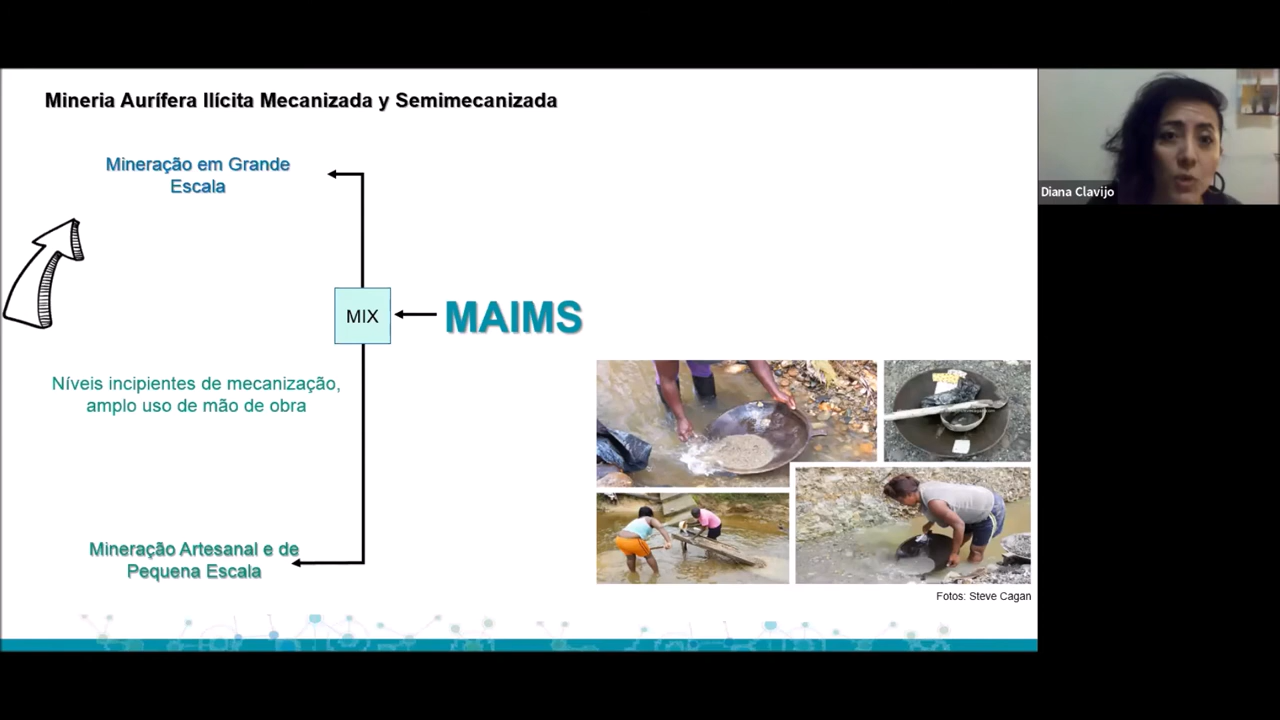 Mineria Aurífera Ilícita Mecanizada y Semimecanizada
Mineração em Grande
Escala
MIX
MAIMS
Níveis incipientes de mecanização,
amplo uso de mão de obra
Mineração Artesanal e de
Pequena Escala
Fotos: Steve Cagan
Diana Clavijo